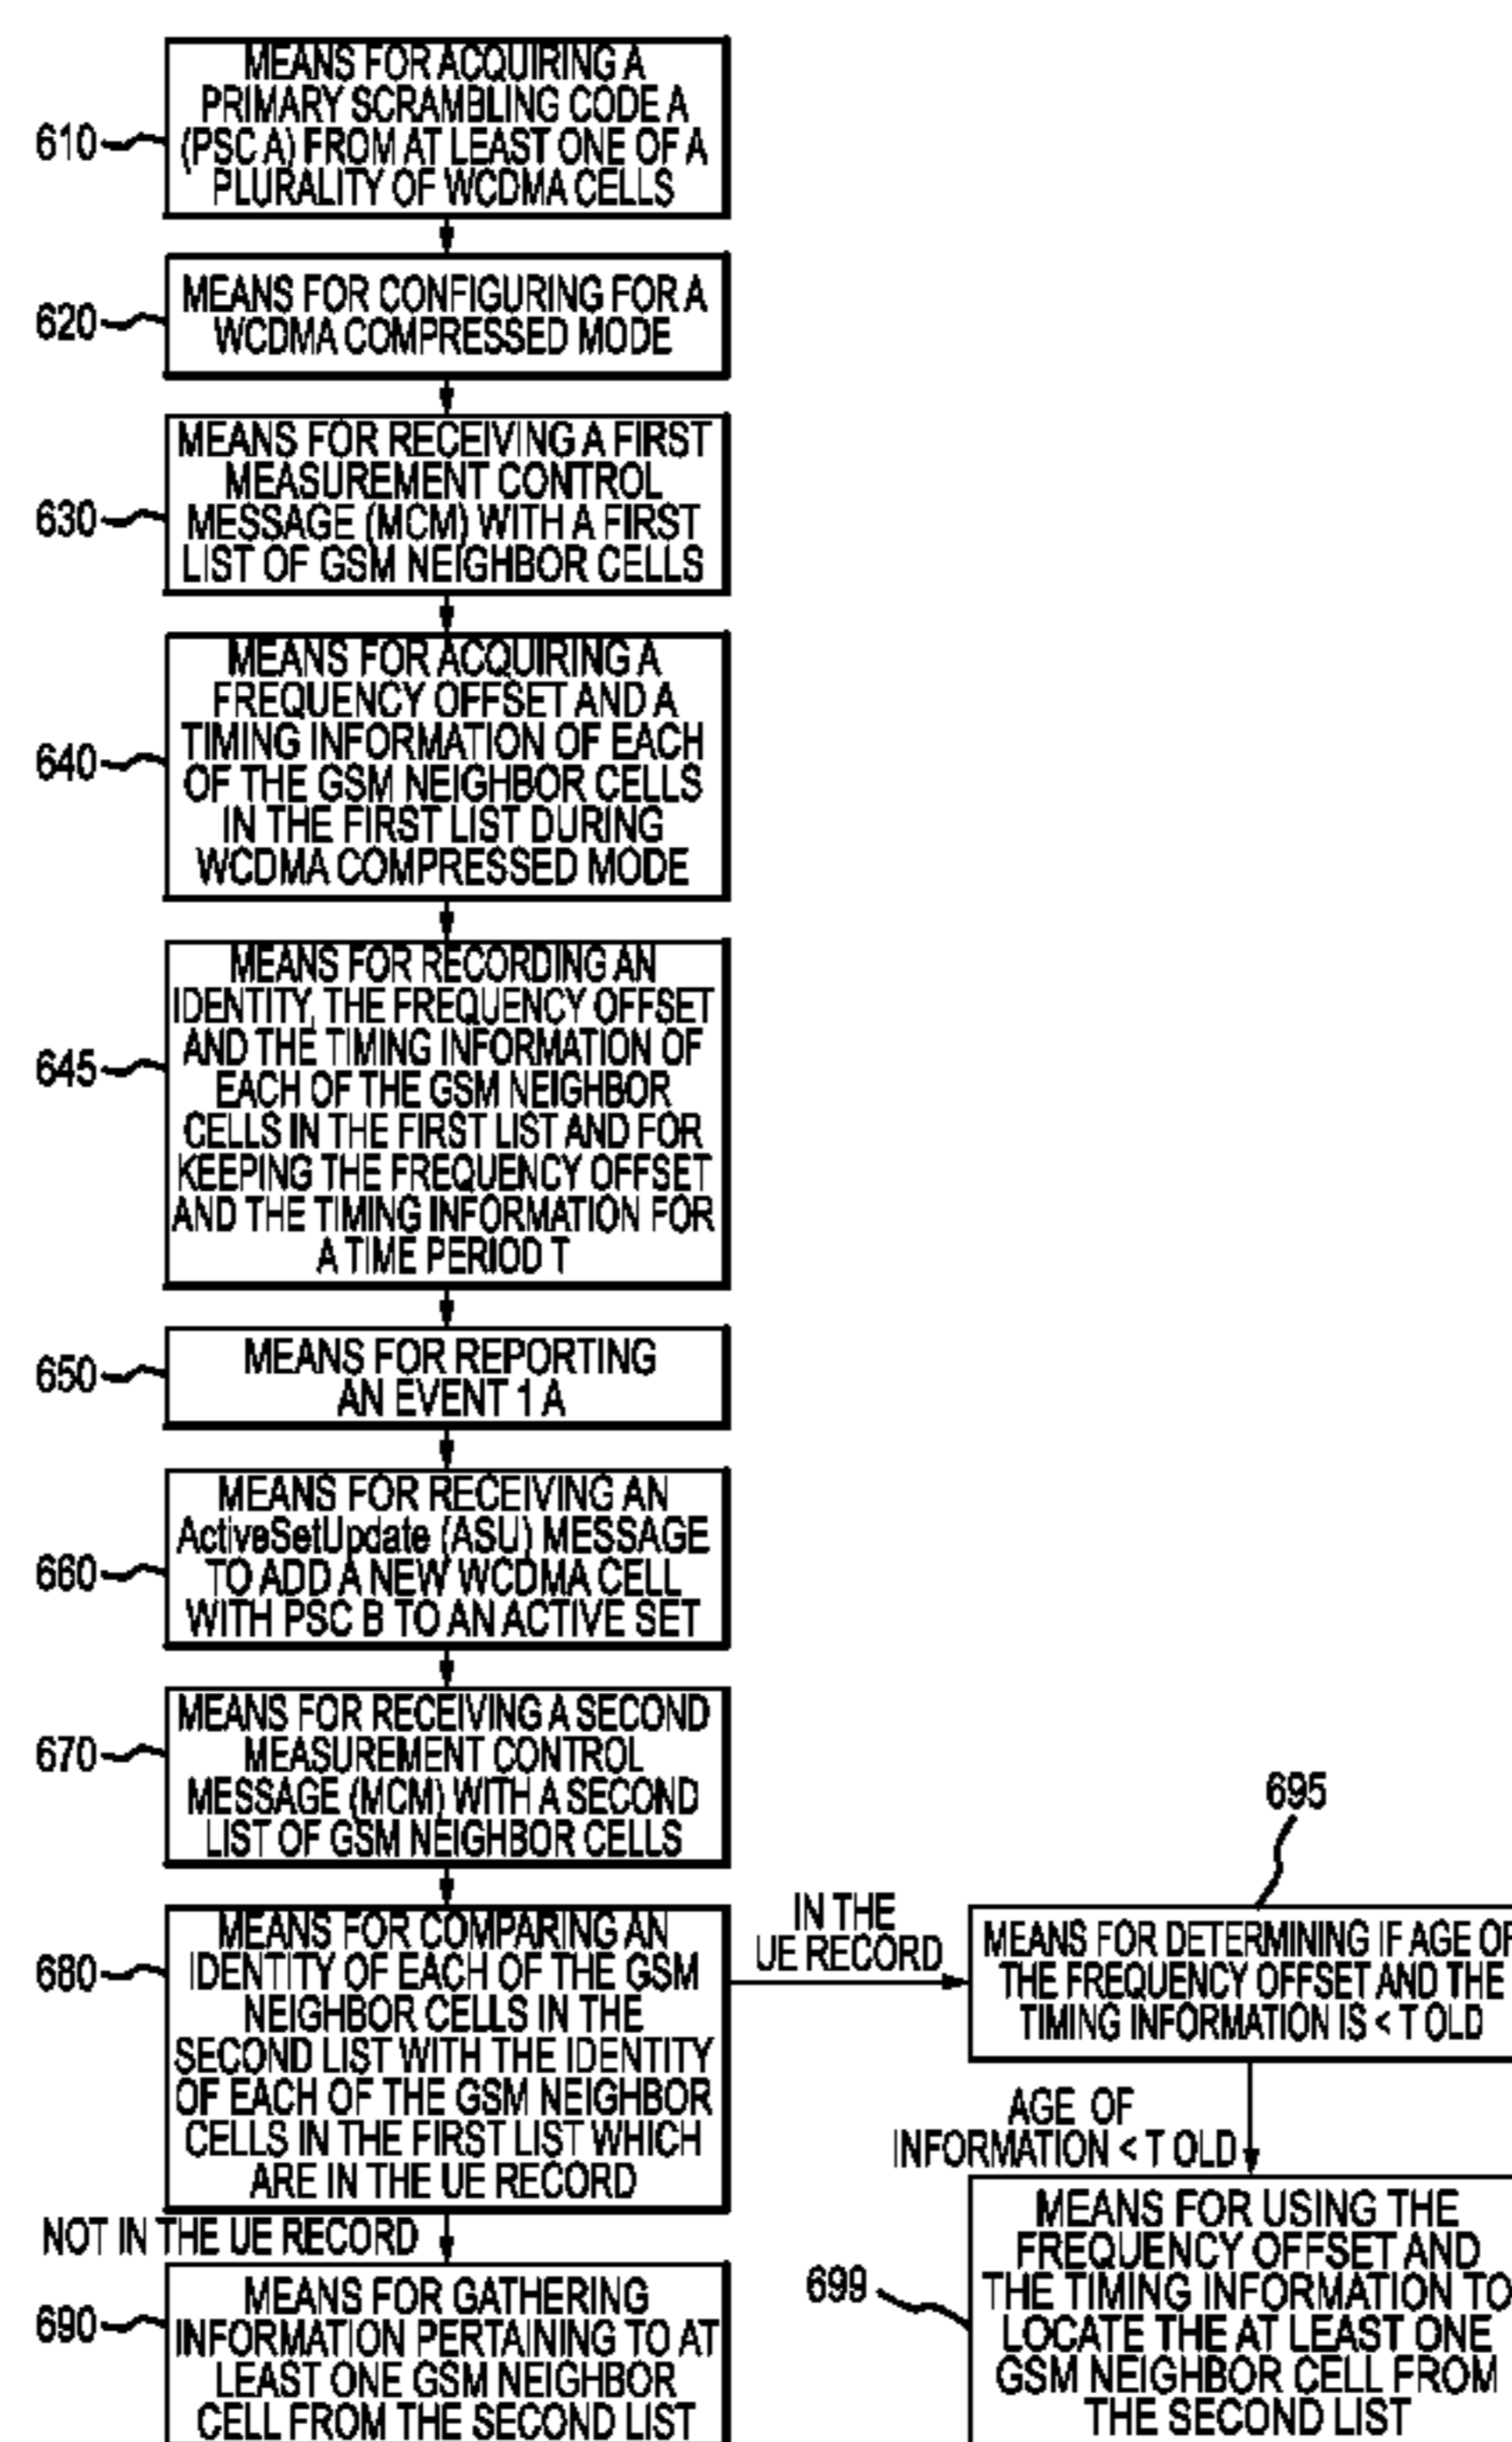 610
MEANS FOR ACQUIRING A
PRIMARY SCRAMBLING CODE A
(PSC A) FROM AT LEAST ONE OF A
PLURALITY OF WCDMA CELLS
620
MEANS FOR CONFIGURING FOR A
WCDMA COMPRESSED MODE
630
MEANS FOR RECEIVING A FIRST
MEASUREMENT CONTROL
MESSAGE (MCM) WITH A FIRST
LIST OF GSM NEIGHBOR CELLS
640
MEANS FOR ACQUIRING A
FREQUENCY OFFSET AND A
TIMING INFORMATION OF EACH
OF THE GSM NEIGHBOR CELLS
IN THE FIRST LIST DURING
WCDMA COMPRESSED MODE
645
MEANS FOR RECORDING AN
IDENTITY, THE FREQUENCY OFFSET
AND THE TIMING INFORMATION OF
EACH OF THE GSM NEIGHBOR
CELLS IN THE FIRST LIST AND FOR
KEEPING THE FREQUENCY OFFSET
AND THE TIMING INFORMATION FOR
A TIME PERIOD T
650
MEANS FOR REPORTING
AN EVENT 1 A
660
MEANS FOR RECEIVING AN
ActiveSetUpdate (ASU) MESSAGE
TO ADD A NEW WCDMA CELL
WITH PSC B TO AN ACTIVE SET
670
MEANS FOR RECEIVING A SECOND
MEASUREMENT CONTROL
MESSAGE (MCM) WITH A SECOND
LIST OF GSM NEIGHBOR CELLS
680
MEANS FOR COMPARING AN
IDENTITY OF EACH OF THE GSM
NEIGHBOR CELLS IN THE
SECOND LIST WITH THE IDENTITY
OF EACH OF THE GSM NEIGHBOR
CELLS IN THE FIRST LIST WHICH
ARE IN THE UE RECORD
NOT IN THE UE RECORD
690
MEANS FOR GATHERING
INFORMATION PERTAINING TO AT
LEAST ONE GSM NEIGHBOR
CELL FROM THE SECOND LIST
IN THE
UE RECORD
695
MEANS FOR DETERMINING IF AGE OF
THE FREQUENCY OFFSET AND THE
TIMING INFORMATION IS < T OLD
AGE OF
INFORMATION < T OLD
699
MEANS FOR USING THE
FREQUENCY OFFSET AND
THE TIMING INFORMATION TO
LOCATE THE AT LEAST ONE
GSM NEIGHBOR CELL FROM
THE SECOND LIST